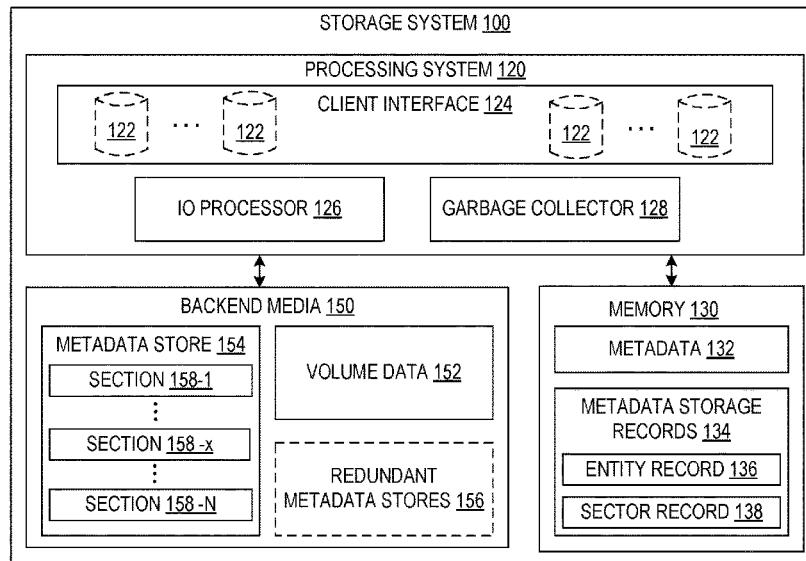 STORAGE SYSTEM 100
PROCESSING SYSTEM 120
CLIENT INTERFACE 124
122 ... 122 122 ... 122
IO PROCESSOR 126
GARBAGE COLLECTOR 128
BACKEND MEDIA 150
METADATA STORE 154
SECTION 158-1
SECTION 158-x
SECTION 158-N
VOLUME DATA 152
REDUNDANT
METADATA STORES 156
MEMORY 130
METADATA 132
METADATA STORAGE
RECORDS 134
ENTITY RECORD 136
SECTOR RECORD 138